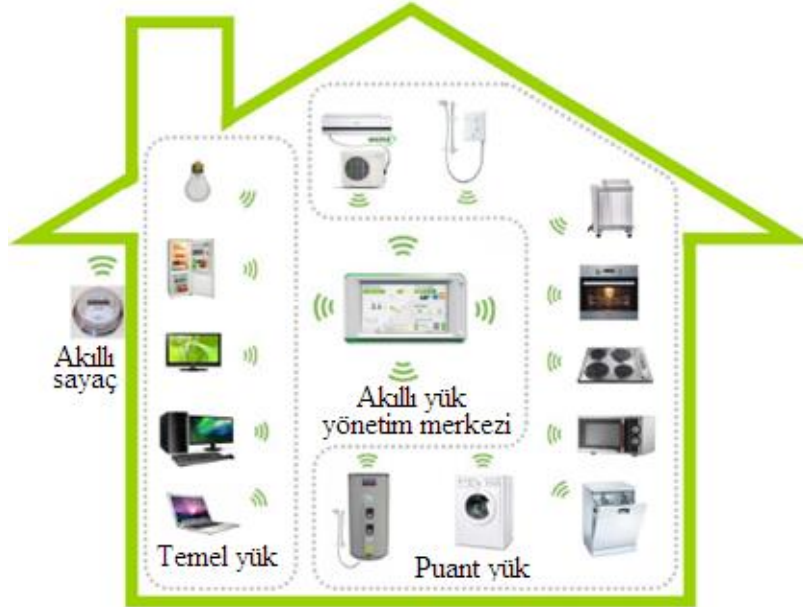 Akıllı
sayaç
Akıllı yük
yönetim merkezi
Temel yük
Puant yük